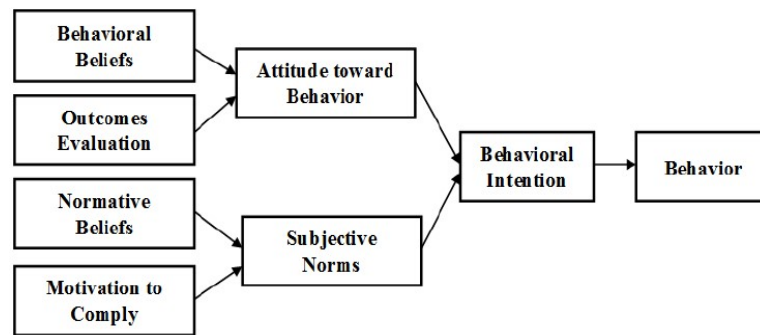 Behavioral
Beliefs
Outcomes
Evaluation
Attitude toward
Behavior
Normative
Beliefs
Motivation to
Comply
Subjective
Norms
Behavioral
Intention
Behavior